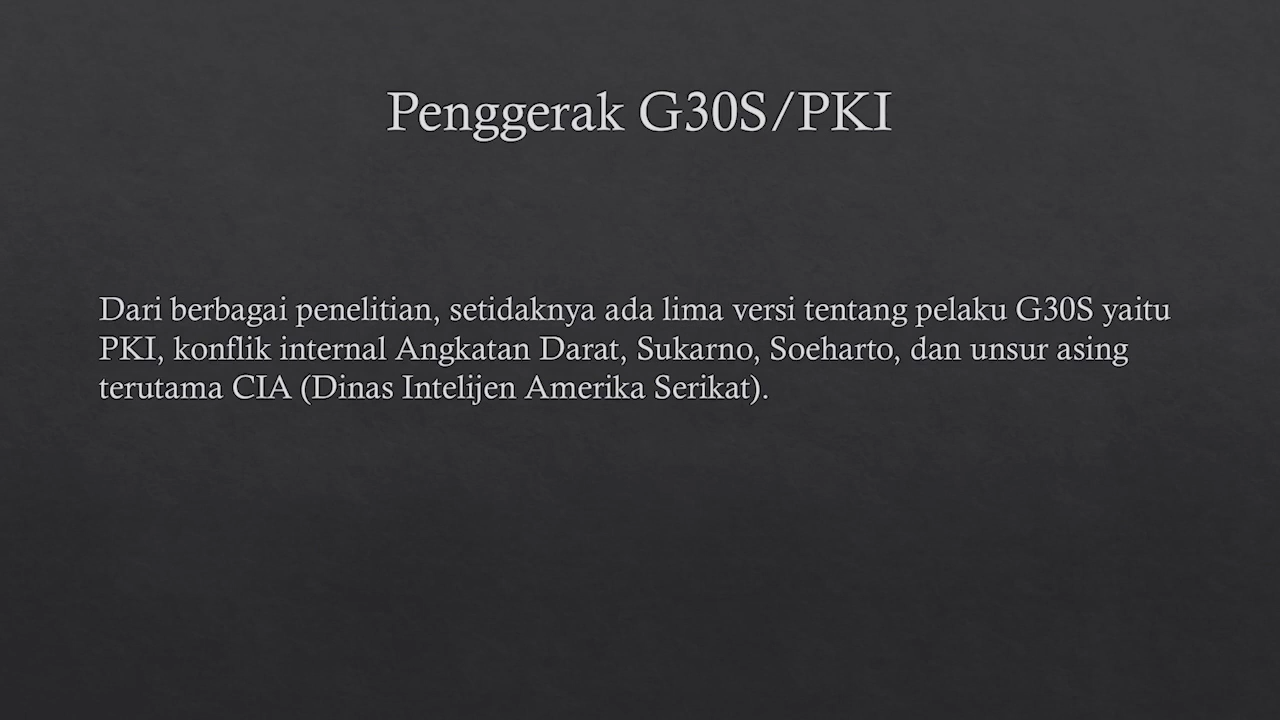 Penggerak G30S/PKI
Dari berbagai penelitian, setidaknya ada lima versi tentang pelaku G30S yaitu
PKI, konflik internal Angkatan Darat, Sukarno, Soeharto, dan unsur asing
terutama CIA (Dinas Intelijen Amerika Serikat).